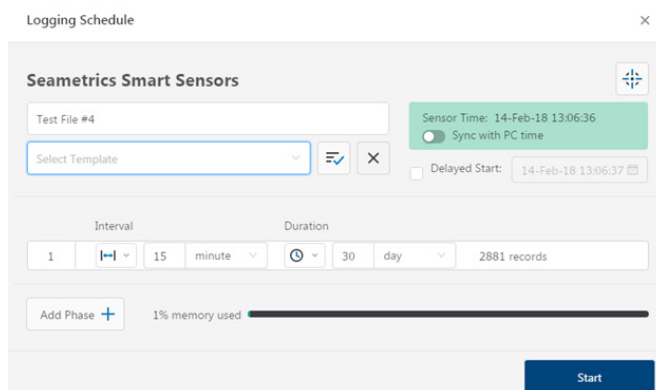 Logging Schedule
Seametrics Smart Sensors
Test File #4
Sensor Time: 14-Feb-18 13:06:36
Sync with PC time
Select Template
Delayed Start: 14-Feb-18 13:06:37
Interval Duration
1 15 minute 30 day 2881 records
Add Phase 1% memory used
Start